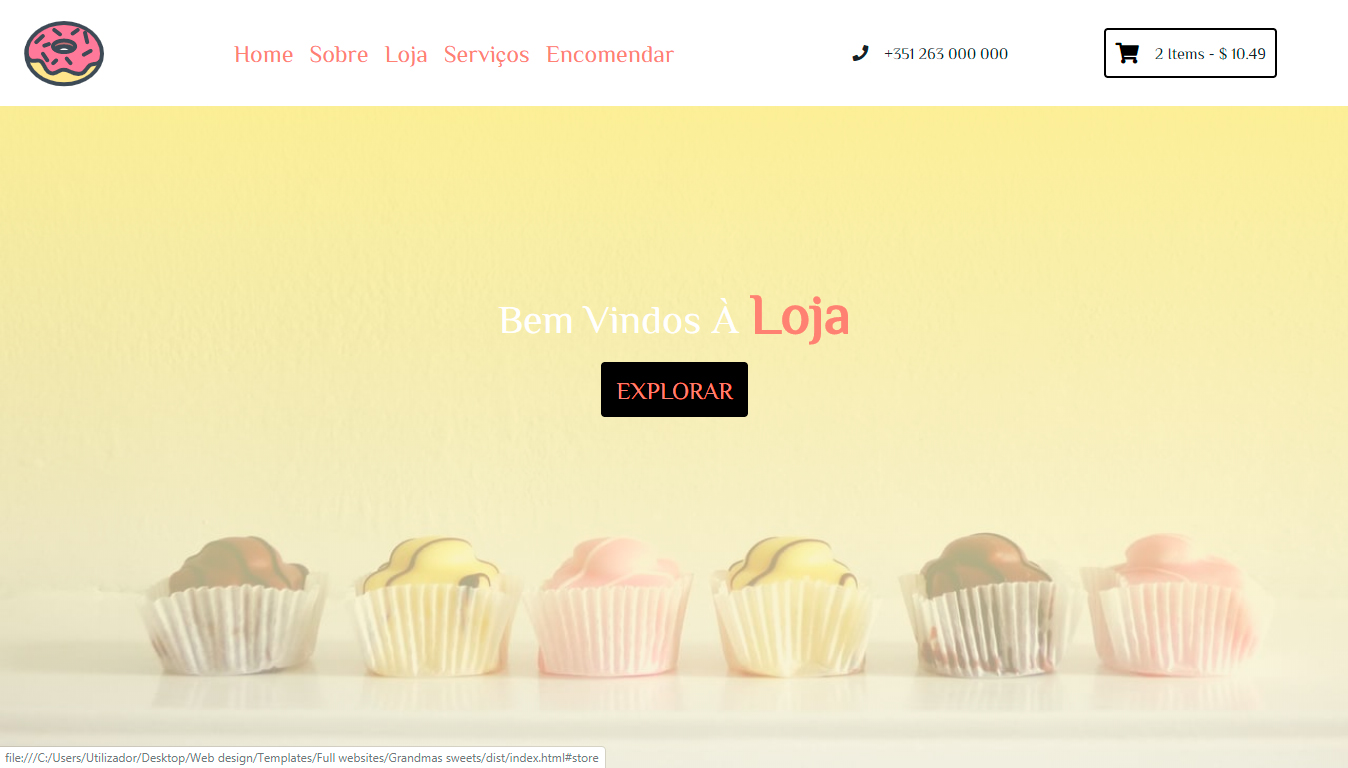 Home Sobre Loja Serviços Encomendar
+351 263 000 000
2 Items - $ 10.49
Bem Vindos À Loja
EXPLORAR
file:///C:/Users/Utilizador/Desktop/Web design/Templates/Full websites/Grandmas sweets/dist/index.html#store